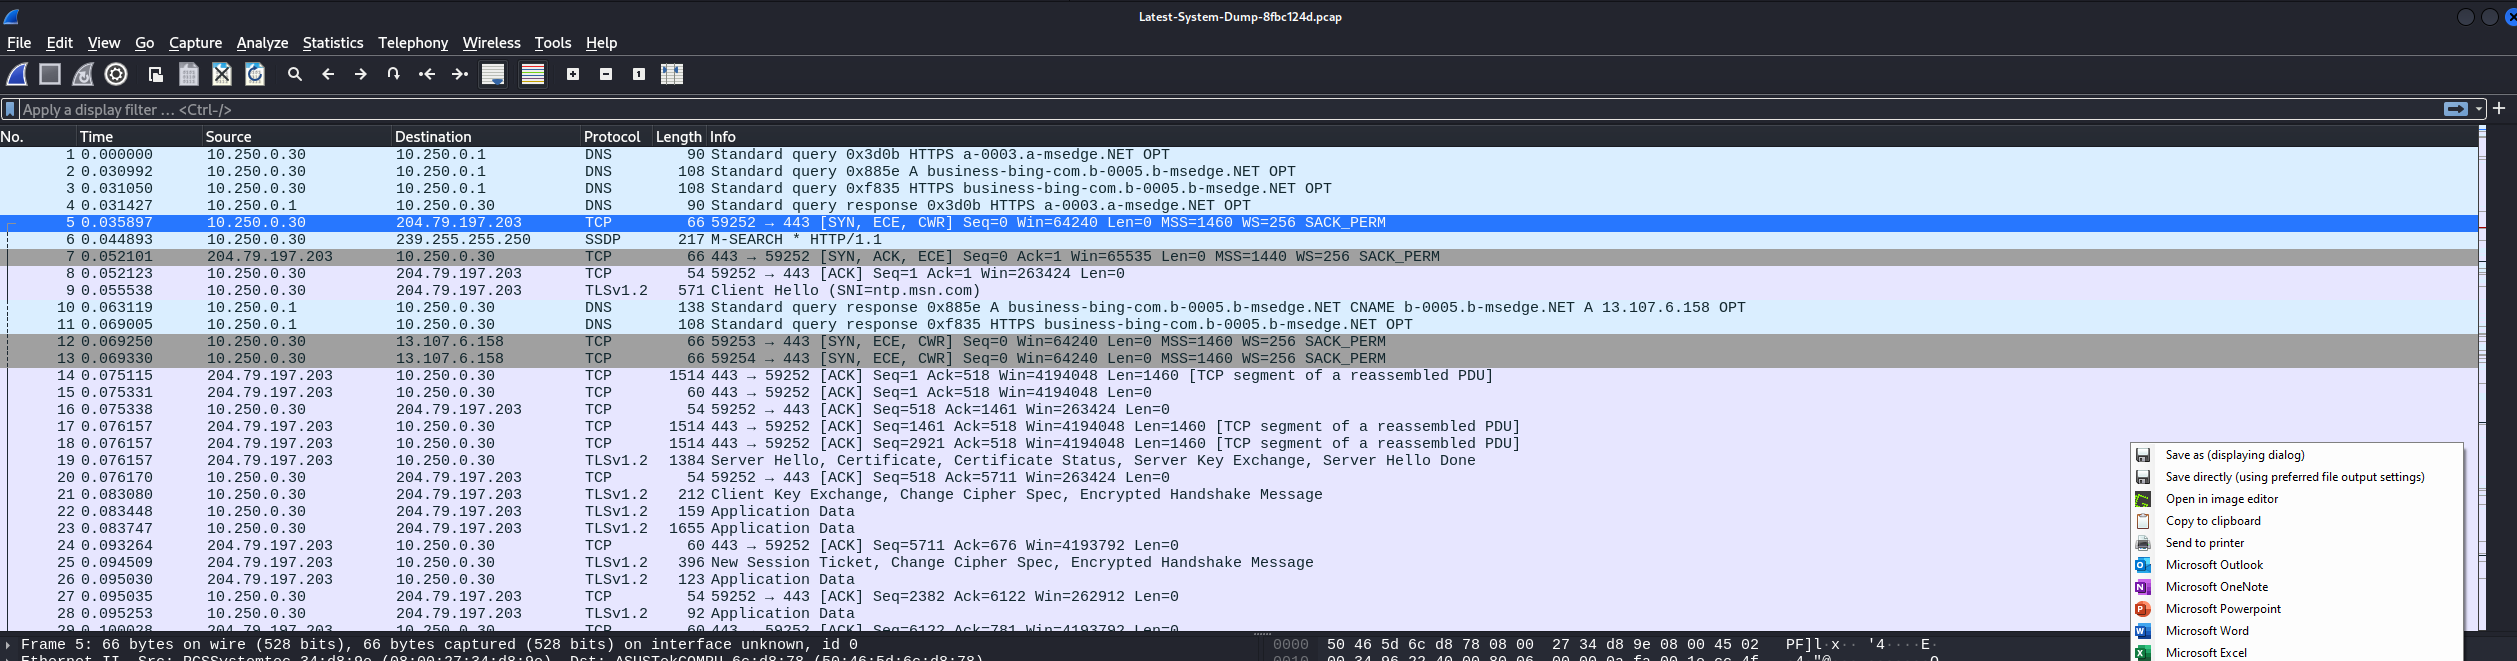 Latest-System-Dump-8fbc124d.pcap
File Edit View Go Capture Analyze Statistics Telephony Wireless Tools Help
Apply a display filter … <Ctrl-/>
No. Time Source Destination Protocol Length Info
1 0.000000 10.250.0.30 10.250.0.1 DNS 90 Standard query 0x3d0b HTTPS a-0003.a-msedge.NET OPT
2 0.030992 10.250.0.30 10.250.0.1 DNS 108 Standard query 0x885e A business-bing-com.b-0005.b-msedge.NET OPT
3 0.031050 10.250.0.30 10.250.0.1 DNS 108 Standard query 0xf835 HTTPS business-bing-com.b-0005.b-msedge.NET OPT
4 0.031427 10.250.0.1 10.250.0.30 DNS 90 Standard query response 0x3d0b HTTPS a-0003.a-msedge.NET OPT
5 0.035897 10.250.0.30 204.79.197.203 TCP 66 59252 → 443 [SYN, ECE, CWR] Seq=0 Win=64240 Len=0 MSS=1460 WS=256 SACK_PERM
6 0.044893 10.250.0.30 239.255.255.250 SSDP 217 M-SEARCH * HTTP/1.1
7 0.052101 204.79.197.203 10.250.0.30 TCP 66 443 → 59252 [SYN, ACK, ECE] Seq=0 Ack=1 Win=65535 Len=0 MSS=1440 WS=256 SACK_PERM
8 0.052123 10.250.0.30 204.79.197.203 TCP 54 59252 → 443 [ACK] Seq=1 Ack=1 Win=263424 Len=0
9 0.055538 10.250.0.30 204.79.197.203 TLSv1.2 571 Client Hello (SNI=ntp.msn.com)
10 0.063119 10.250.0.1 10.250.0.30 DNS 138 Standard query response 0x885e A business-bing-com.b-0005.b-msedge.NET CNAME b-0005.b-msedge.NET A 13.107.6.158 OPT
11 0.069005 10.250.0.1 10.250.0.30 DNS 108 Standard query response 0xf835 HTTPS business-bing-com.b-0005.b-msedge.NET OPT
12 0.069250 10.250.0.30 13.107.6.158 TCP 66 59253 → 443 [SYN, ECE, CWR] Seq=0 Win=64240 Len=0 MSS=1460 WS=256 SACK_PERM
13 0.069330 10.250.0.30 13.107.6.158 TCP 66 59254 → 443 [SYN, ECE, CWR] Seq=0 Win=64240 Len=0 MSS=1460 WS=256 SACK_PERM
14 0.075115 204.79.197.203 10.250.0.30 TCP 1514 443 → 59252 [ACK] Seq=1 Ack=518 Win=4194048 Len=1460 [TCP segment of a reassembled PDU]
15 0.075331 204.79.197.203 10.250.0.30 TCP 60 443 → 59252 [ACK] Seq=1 Ack=518 Win=4194048 Len=0
16 0.075338 10.250.0.30 204.79.197.203 TCP 54 59252 → 443 [ACK] Seq=518 Ack=1461 Win=263424 Len=0
17 0.076157 204.79.197.203 10.250.0.30 TCP 1514 443 → 59252 [ACK] Seq=1461 Ack=518 Win=4194048 Len=1460 [TCP segment of a reassembled PDU]
18 0.076157 204.79.197.203 10.250.0.30 TCP 1514 443 → 59252 [ACK] Seq=2921 Ack=518 Win=4194048 Len=1460 [TCP segment of a reassembled PDU]
19 0.076157 204.79.197.203 10.250.0.30 TLSv1.2 1384 Server Hello, Certificate, Certificate Status, Server Key Exchange, Server Hello Done
20 0.076170 10.250.0.30 204.79.197.203 TCP 54 59252 → 443 [ACK] Seq=518 Ack=5711 Win=263424 Len=0
21 0.083080 10.250.0.30 204.79.197.203 TLSv1.2 212 Client Key Exchange, Change Cipher Spec, Encrypted Handshake Message
22 0.083448 10.250.0.30 204.79.197.203 TLSv1.2 159 Application Data
23 0.083747 10.250.0.30 204.79.197.203 TLSv1.2 1655 Application Data
24 0.093264 204.79.197.203 10.250.0.30 TCP 60 443 → 59252 [ACK] Seq=5711 Ack=676 Win=4193792 Len=0
25 0.094509 204.79.197.203 10.250.0.30 TLSv1.2 396 New Session Ticket, Change Cipher Spec, Encrypted Handshake Message
26 0.095030 204.79.197.203 10.250.0.30 TLSv1.2 123 Application Data
27 0.095035 10.250.0.30 204.79.197.203 TCP 54 59252 → 443 [ACK] Seq=2382 Ack=6122 Win=262912 Len=0
28 0.095253 10.250.0.30 204.79.197.203 TLSv1.2 92 Application Data
29 0.100028 204.79.197.203 10.250.0.30 TCP 60 443 → 59252 [ACK] Seq=6122 Ack=781 Win=4193792 Len=0
Save as (displaying dialog)
Save directly (using preferred file output settings)
Open in image editor
Copy to clipboard
Send to printer
Microsoft Outlook
Microsoft OneNote
Microsoft Powerpoint
Microsoft Word
Microsoft Excel
Frame 5: 66 bytes on wire (528 bits), 66 bytes captured (528 bits) on interface unknown, id 0
Ethernet II, Src: PCSSystemtec_34:d8:9e (08:00:27:34:d8:9e), Dst: ASUSTekCOMPU_6c:d8:78 (50:46:5d:6c:d8:78)
0000 50 46 5d 6c d8 78 08 00 27 34 d8 9e 08 00 45 02 PF]l·x·· '4····E·
0010 00 34 96 22 40 00 80 06 00 00 0a fa 00 1e cc 4f